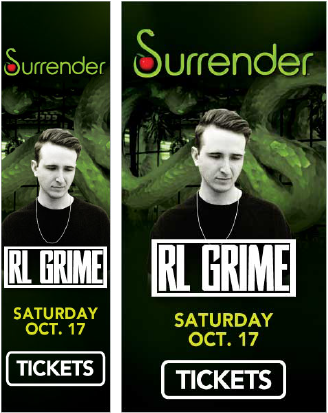 Surrender
RL GRIME
SATURDAY
OCT. 17
TICKETS
Surrender
RL GRIME
SATURDAY
OCT. 17
TICKETS